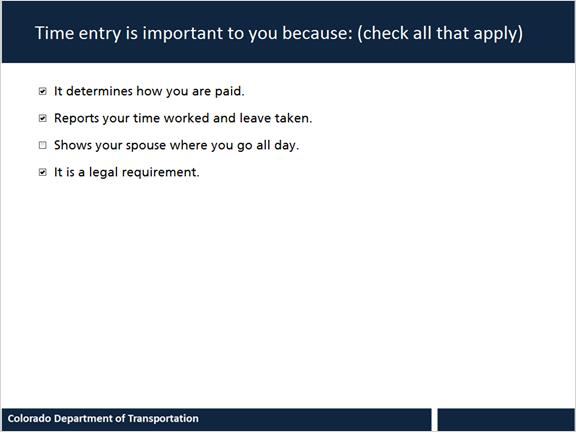 Time entry is important to you because: (check all that apply)
It determines how you are paid.
Reports your time worked and leave taken.
Shows your spouse where you go all day.
It is a legal requirement.
Colorado Department of Transportation